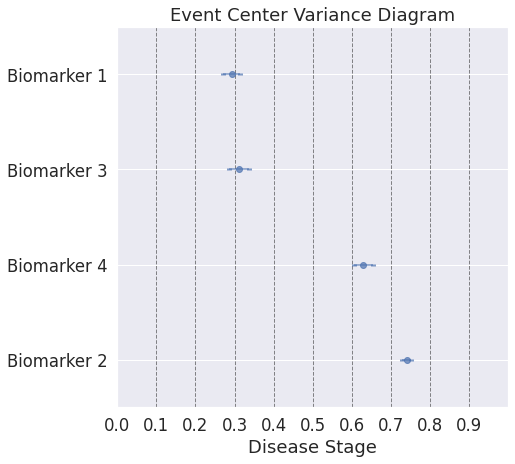 Event Center Variance Diagram
Biomarker 1
Biomarker 3
Biomarker 4
Biomarker 2
0.0 0.1 0.2 0.3 0.4 0.5 0.6 0.7 0.8 0.9
Disease Stage